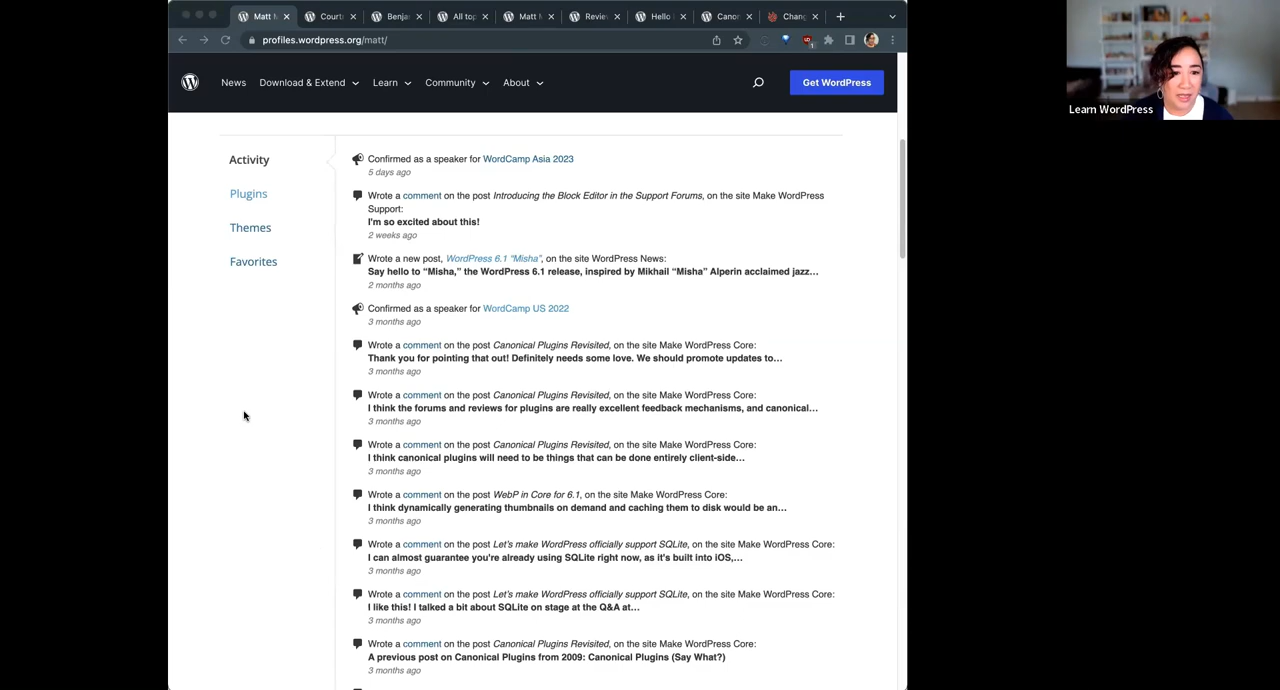 Matt M
Court
Benja
All top
Matt M
Review
Hello
Canon
Chang
profiles.wordpress.org/matt/
1
News
Download & Extend
Learn
Community
About
Get WordPress
Learn WordPress
Activity
Plugins
Themes
Favorites
Confirmed as a speaker for WordCamp Asia 2023
5 days ago
Wrote a comment on the post Introducing the Block Editor in the Support Forums, on the site Make WordPress
Support:
I'm so excited about this!
2 weeks ago
Wrote a new post, WordPress 6.1 “Misha”, on the site WordPress News:
Say hello to “Misha,” the WordPress 6.1 release, inspired by Mikhail “Misha” Alperin acclaimed jazz…
2 months ago
Confirmed as a speaker for WordCamp US 2022
3 months ago
Wrote a comment on the post Canonical Plugins Revisited, on the site Make WordPress Core:
Thank you for pointing that out! Definitely needs some love. We should promote updates to…
3 months ago
Wrote a comment on the post Canonical Plugins Revisited, on the site Make WordPress Core:
I think the forums and reviews for plugins are really excellent feedback mechanisms, and canonical…
3 months ago
Wrote a comment on the post Canonical Plugins Revisited, on the site Make WordPress Core:
I think canonical plugins will need to be things that can be done entirely client-side…
3 months ago
Wrote a comment on the post WebP in Core for 6.1, on the site Make WordPress Core:
I think dynamically generating thumbnails on demand and caching them to disk would be an…
3 months ago
Wrote a comment on the post Let’s make WordPress officially support SQLite, on the site Make WordPress Core:
I can almost guarantee you're already using SQLite right now, as it's built into iOS,…
3 months ago
Wrote a comment on the post Let’s make WordPress officially support SQLite, on the site Make WordPress Core:
I like this! I talked a bit about SQLite on stage at the Q&A at…
3 months ago
Wrote a comment on the post Canonical Plugins Revisited, on the site Make WordPress Core:
A previous post on Canonical Plugins from 2009: Canonical Plugins (Say What?)
3 months ago